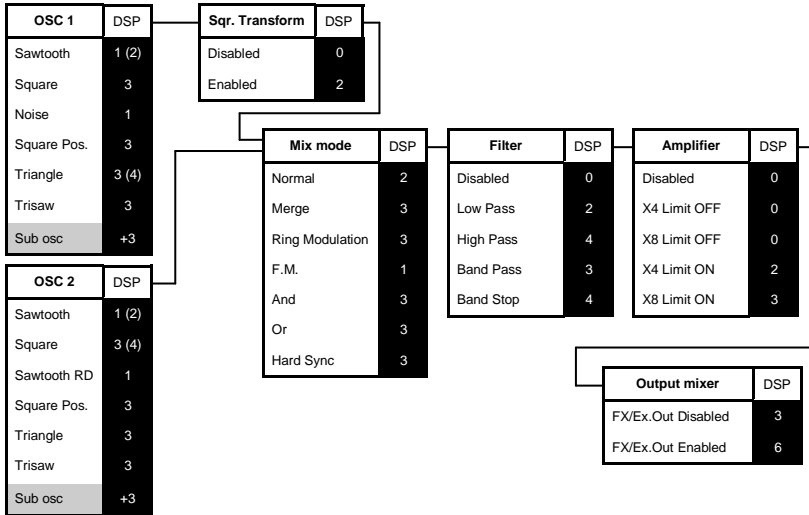 OSC 1 DSP
Sawtooth 1 (2)
Square 3
Noise 1
Square Pos. 3
Triangle 3 (4)
Trisaw 3
Sub osc +3
Sqr. Transform DSP
Disabled 0
Enabled 2
OSC 2 DSP
Sawtooth 1 (2)
Square 3 (4)
Sawtooth RD 1
Square Pos. 3
Triangle 3
Trisaw 3
Sub osc +3
Mix mode DSP
Normal 2
Merge 3
Ring Modulation 3
F.M. 1
And 3
Or 3
Hard Sync 3
Filter DSP
Disabled 0
Low Pass 2
High Pass 4
Band Pass 3
Band Stop 4
Amplifier DSP
Disabled 0
X4 Limit OFF 0
X8 Limit OFF 0
X4 Limit ON 2
X8 Limit ON 3
Output mixer DSP
FX/Ex.Out Disabled 3
FX/Ex.Out Enabled 6